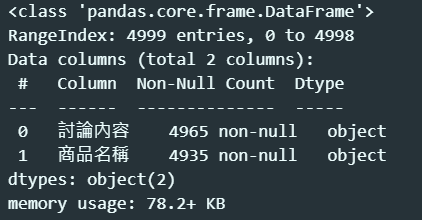 <class 'pandas.core.frame.DataFrame'>
RangeIndex: 4999 entries, 0 to 4998
Data columns (total 2 columns):
 #   Column  Non-Null Count  Dtype
---  ------  --------------  -----
 0   討論內容    4965 non-null   object
 1   商品名稱    4935 non-null   object
dtypes: object(2)
memory usage: 78.2+ KB